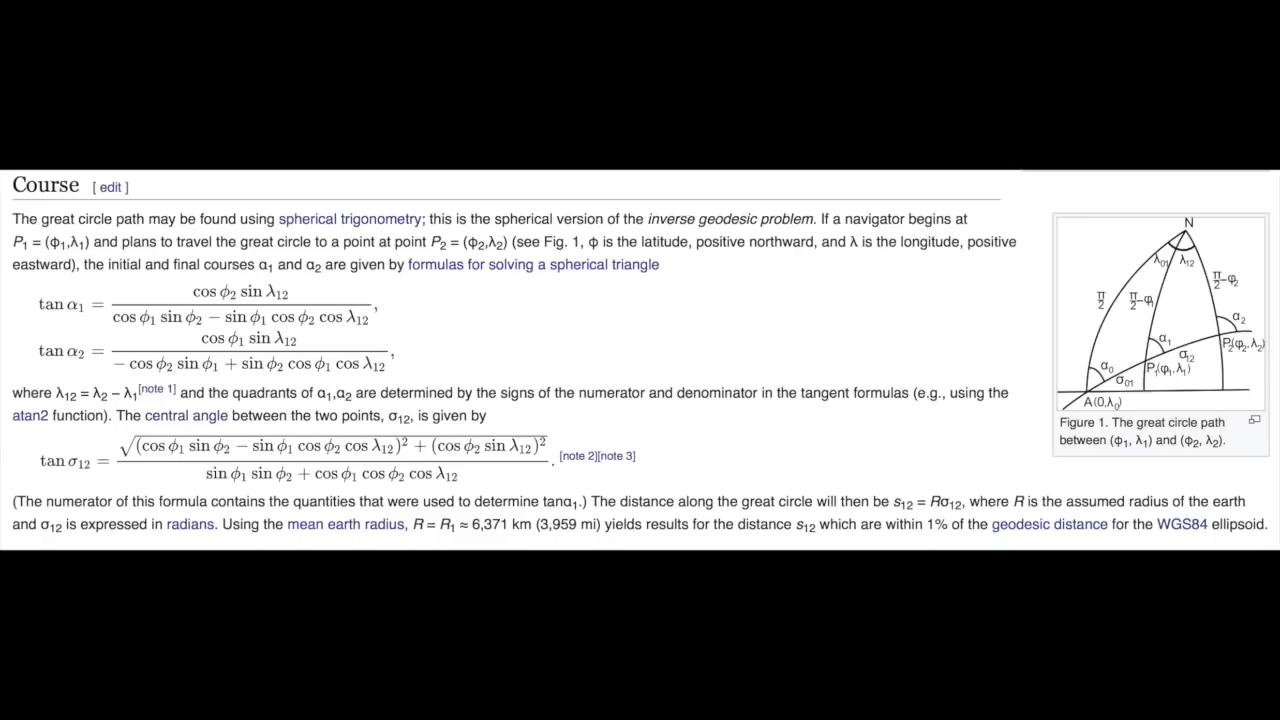 Course [ edit ]
The great circle path may be found using spherical trigonometry; this is the spherical version of the inverse geodesic problem. If a navigator begins at
P₁ = (ϕ₁,λ₁) and plans to travel the great circle to a point at point P₂ = (ϕ₂,λ₂) (see Fig. 1, φ is the latitude, positive northward, and λ is the longitude, positive
eastward), the initial and final courses α₁ and α₂ are given by formulas for solving a spherical triangle
tan α₁ = cos ϕ₂ sin λ₁₂ / (cos ϕ₁ sin ϕ₂ − sin ϕ₁ cos ϕ₂ cos λ₁₂),
tan α₂ = cos ϕ₁ sin λ₁₂ / (− cos ϕ₂ sin ϕ₁ + sin ϕ₂ cos ϕ₁ cos λ₁₂),
where λ₁₂ = λ₂ − λ₁[note 1] and the quadrants of α₁,α₂ are determined by the signs of the numerator and denominator in the tangent formulas (e.g., using the
atan2 function). The central angle between the two points, σ₁₂, is given by
tan σ₁₂ = √((cos ϕ₁ sin ϕ₂ − sin ϕ₁ cos ϕ₂ cos λ₁₂)² + (cos ϕ₂ sin λ₁₂)²) / (sin ϕ₁ sin ϕ₂ + cos ϕ₁ cos ϕ₂ cos λ₁₂). [note 2][note 3]
(The numerator of this formula contains the quantities that were used to determine tanα₁.) The distance along the great circle will then be s₁₂ = Rσ₁₂, where R is the assumed radius of the earth
and σ₁₂ is expressed in radians. Using the mean earth radius, R = R₁ ≈ 6,371 km (3,959 mi) yields results for the distance s₁₂ which are within 1% of the geodesic distance for the WGS84 ellipsoid.
N
λ₀₁ λ₁₂
π/2
π/2-φ₁
π/2-φ₂
α₂
α₁
P₂(φ₂,λ₂)
σ₁₂
α₀
P₁(φ₁,λ₁)
σ₀₁
A(0,λ₀)
Figure 1. The great circle path
between (ϕ₁, λ₁) and (ϕ₂, λ₂).